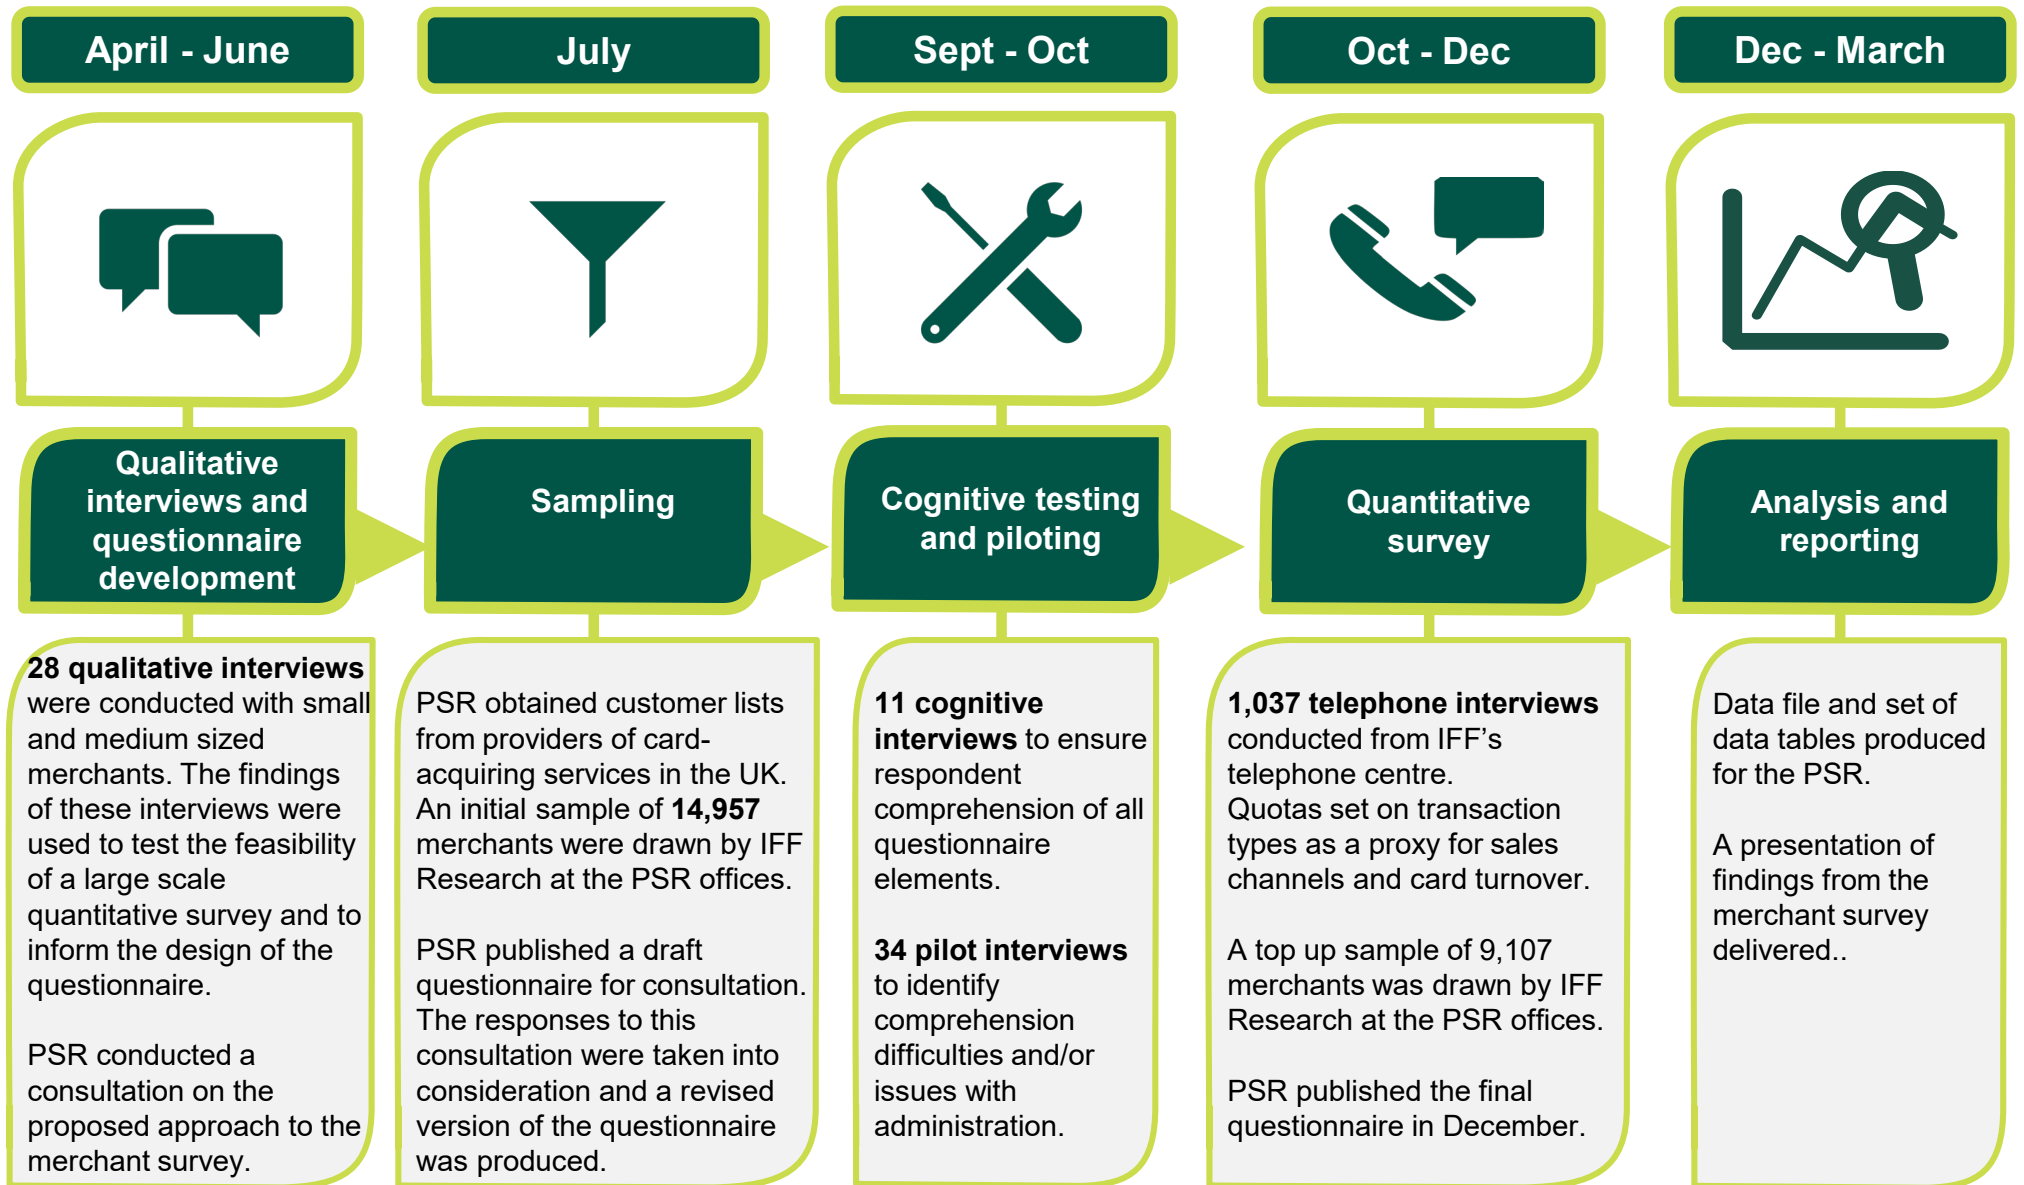 April - June
July
Sept - Oct
Oct - Dec
Dec - March
Qualitative
interviews and
questionnaire
development
Sampling
Cognitive testing
and piloting
Quantitative
survey
Analysis and
reporting
28 qualitative interviews
were conducted with small
and medium sized
merchants. The findings
of these interviews were
used to test the feasibility
of a large scale
quantitative survey and to
inform the design of the
questionnaire.
PSR conducted a
consultation on the
proposed approach to the
merchant survey.
PSR obtained customer lists
from providers of card-
acquiring services in the UK.
An initial sample of 14,957
merchants were drawn by IFF
Research at the PSR offices.
PSR published a draft
questionnaire for consultation.
The responses to this
consultation were taken into
consideration and a revised
version of the questionnaire
was produced.
11 cognitive
interviews to ensure
respondent
comprehension of all
questionnaire
elements.
34 pilot interviews
to identify
comprehension
difficulties and/or
issues with
administration.
1,037 telephone interviews
conducted from IFF’s
telephone centre.
Quotas set on transaction
types as a proxy for sales
channels and card turnover.
A top up sample of 9,107
merchants was drawn by IFF
Research at the PSR offices.
PSR published the final
questionnaire in December.
Data file and set of
data tables produced
for the PSR.
A presentation of
findings from the
merchant survey
delivered..